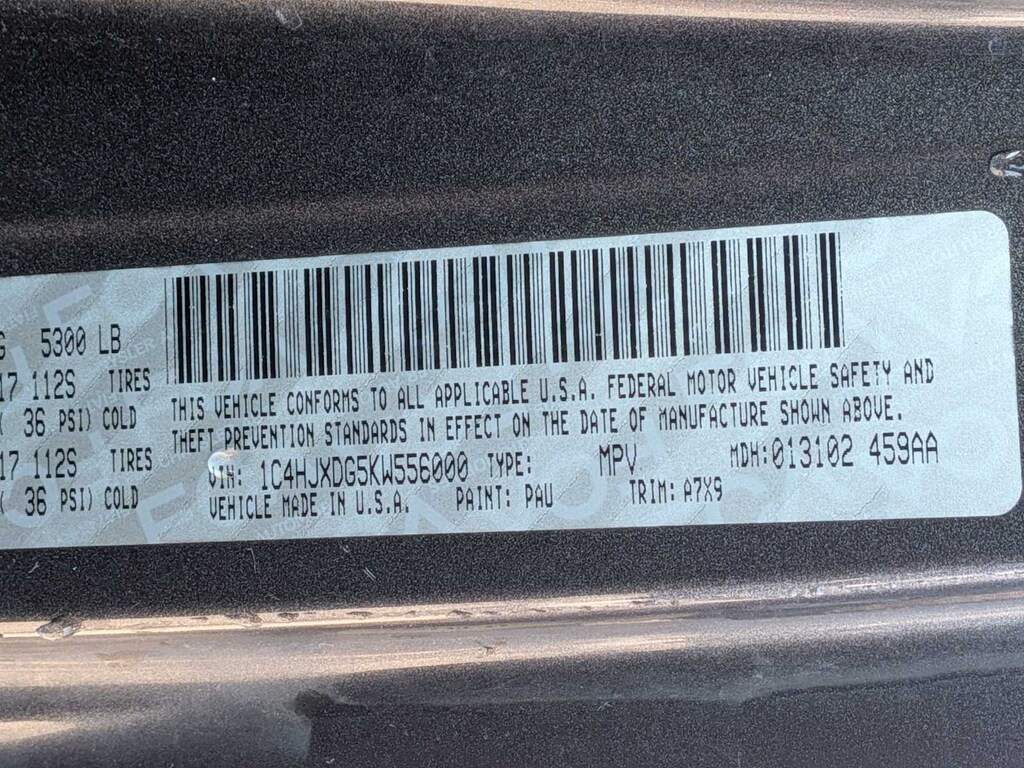 G 5300 LB
17 112S TIRES
( 36 PSI) COLD
17 112S TIRES
( 36 PSI) COLD
THIS VEHICLE CONFORMS TO ALL APPLICABLE U.S.A. FEDERAL MOTOR VEHICLE SAFETY AND
THEFT PREVENTION STANDARDS IN EFFECT ON THE DATE OF MANUFACTURE SHOWN ABOVE.
VIN: 1C4HJXDG5KW556000 TYPE: MPV MDH:013102 459AA
VEHICLE MADE IN U.S.A. PAINT: PAU TRIM: A7X9